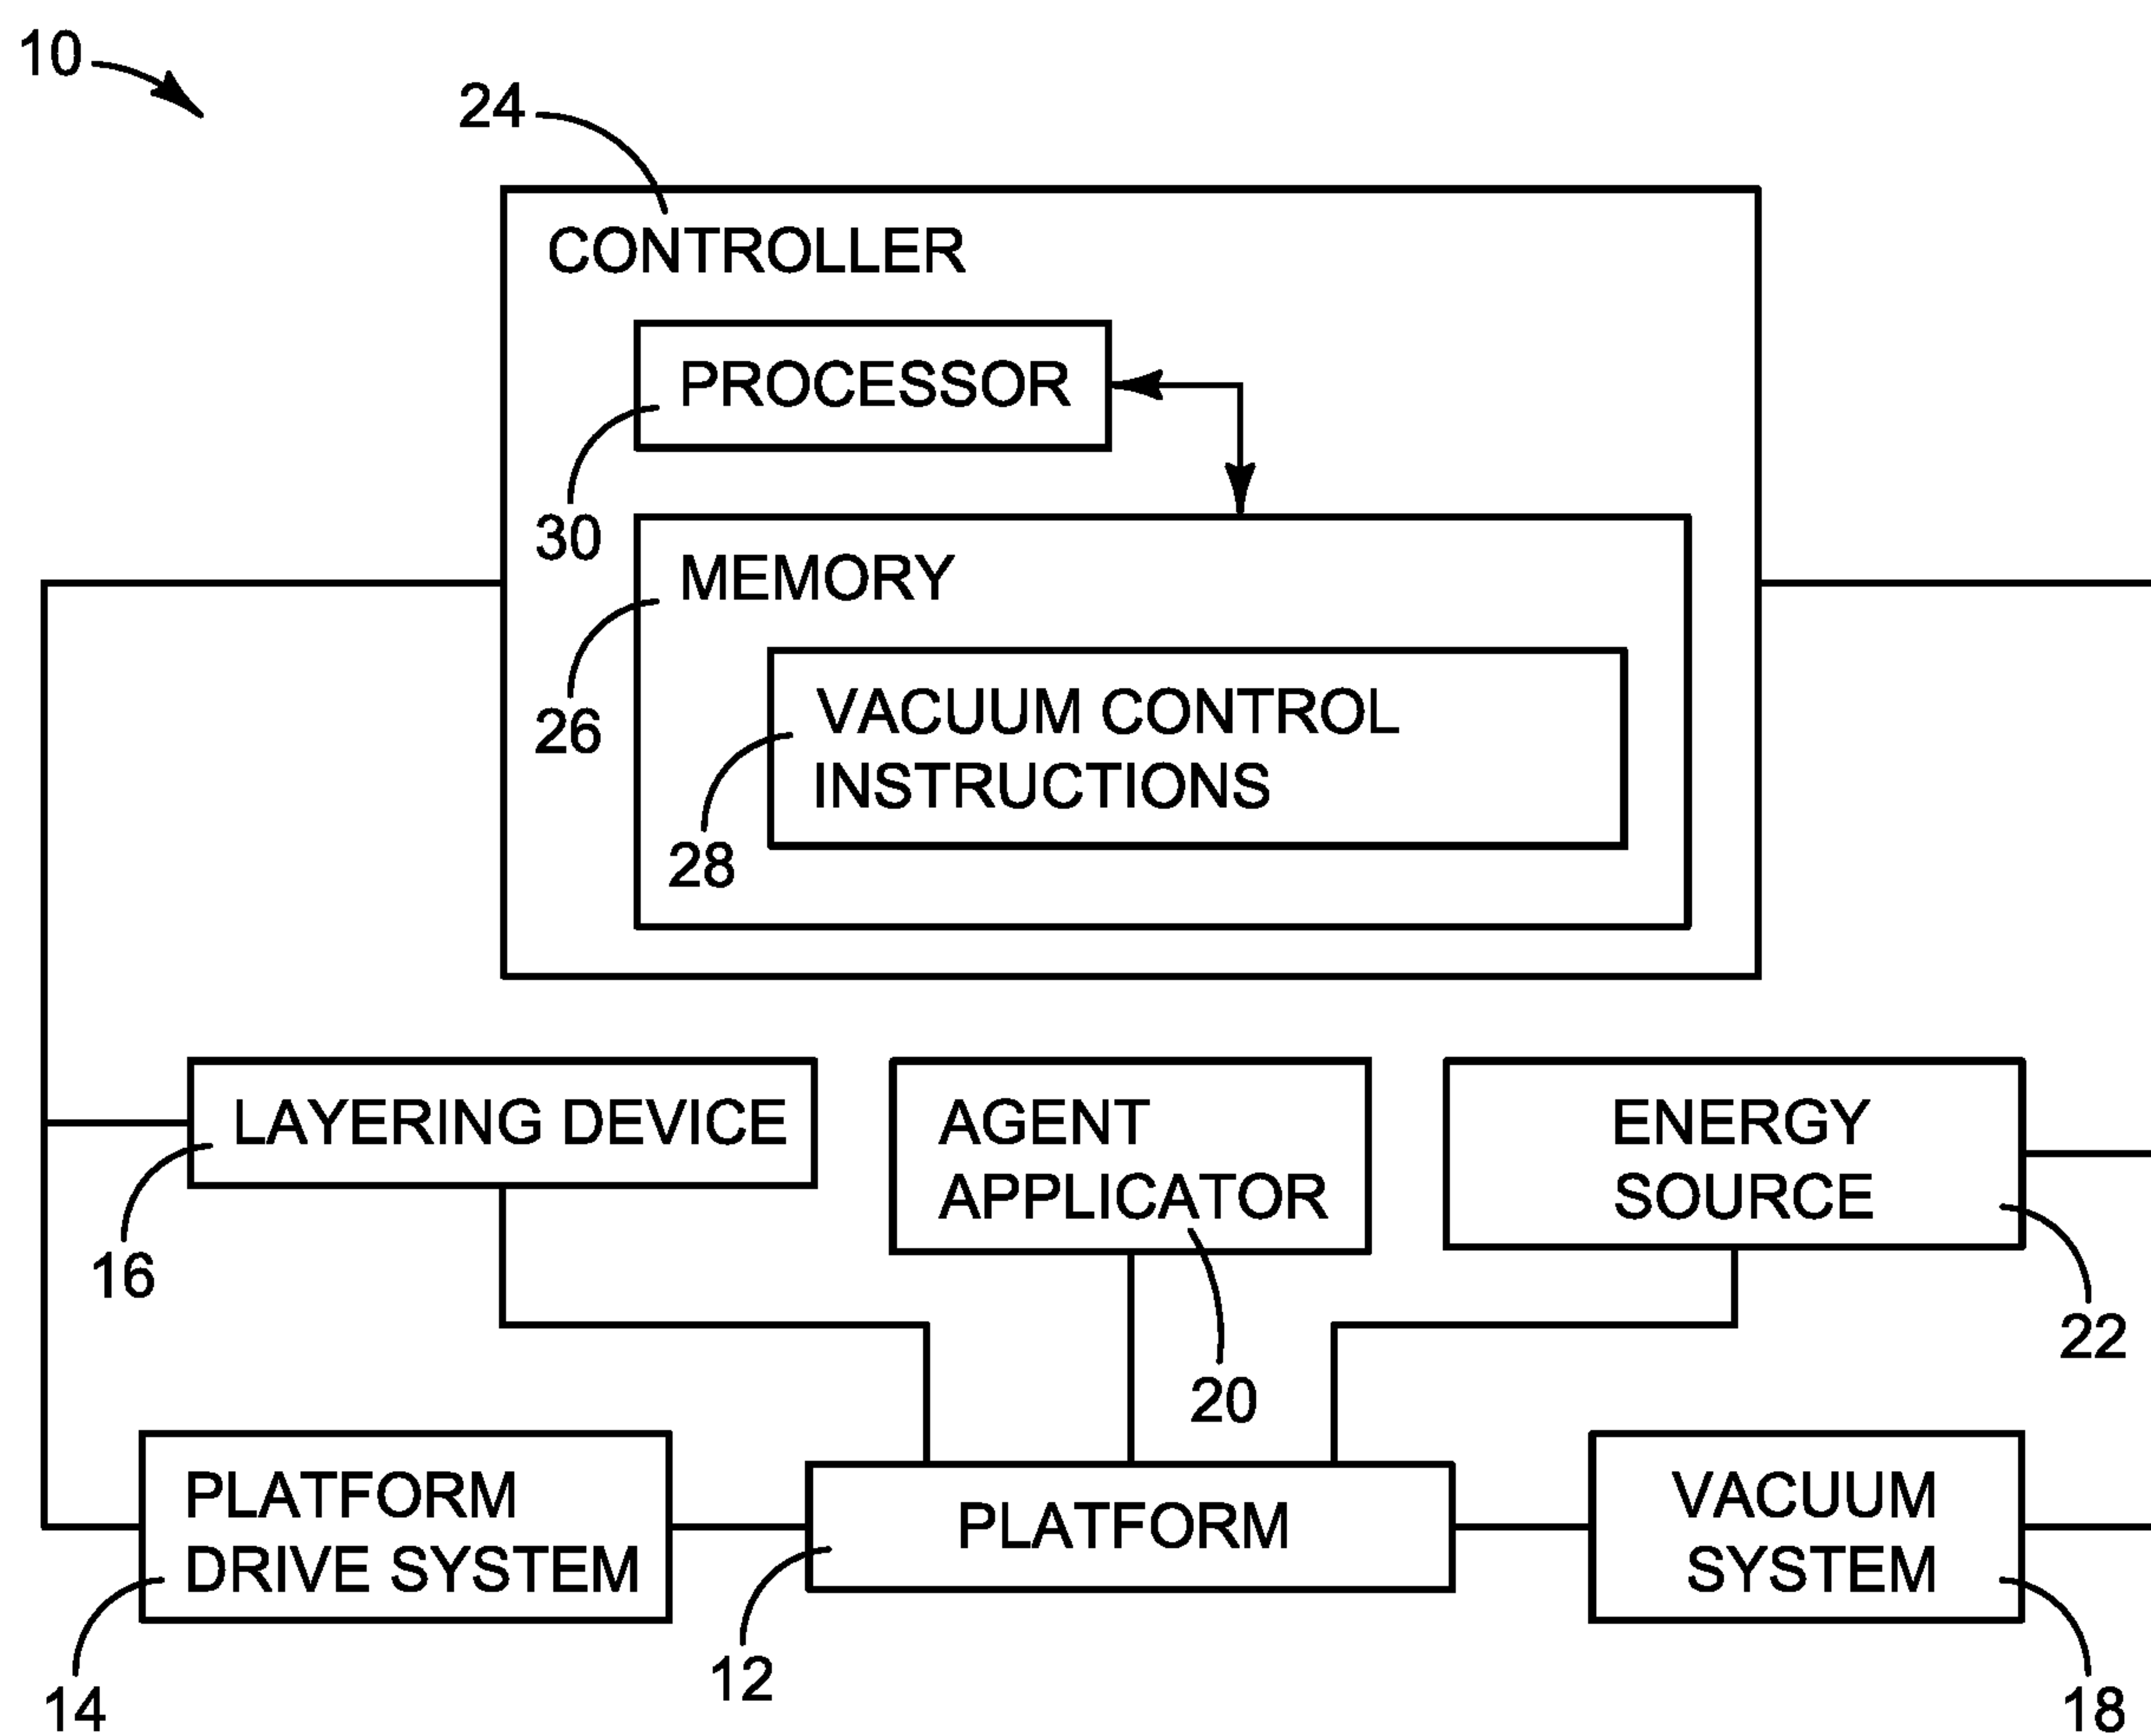 10
24
CONTROLLER
PROCESSOR
30
MEMORY
26
VACUUM CONTROL
INSTRUCTIONS
28
LAYERING DEVICE
16
AGENT
APPLICATOR
20
ENERGY
SOURCE
22
PLATFORM
DRIVE SYSTEM
14
PLATFORM
12
VACUUM
SYSTEM
18